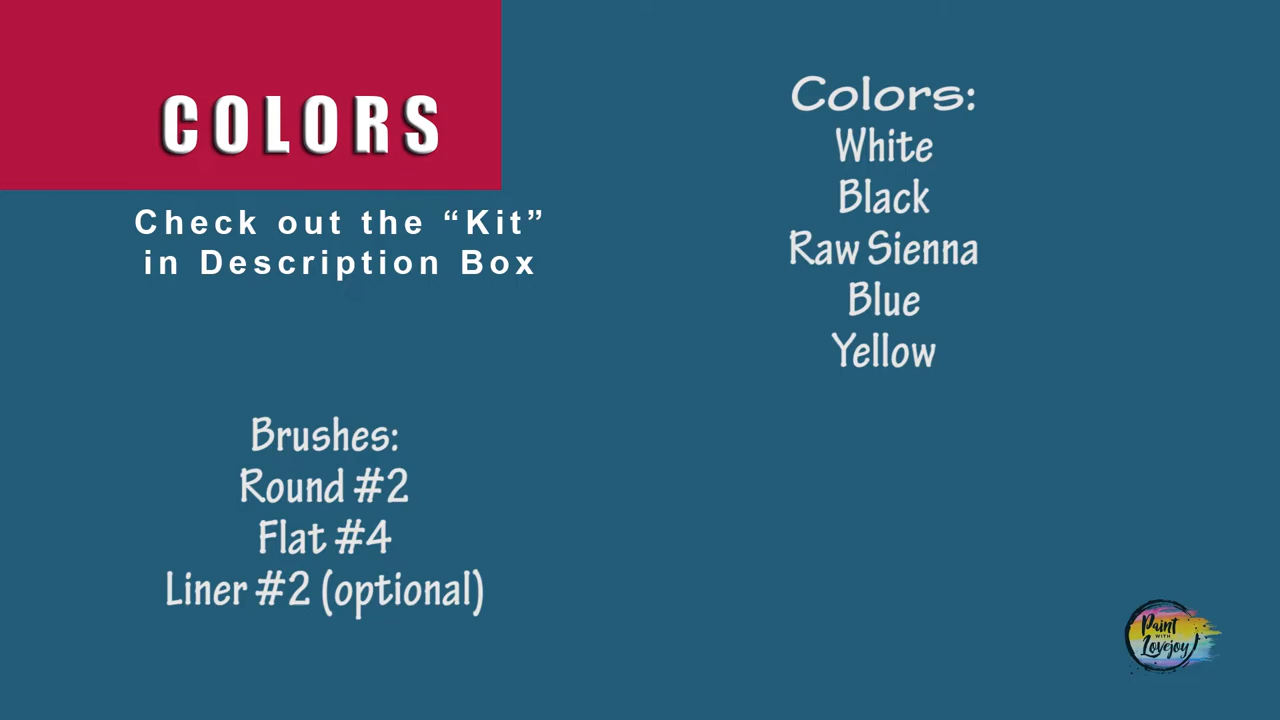 COLORS
Check out the “Kit”
in Description Box
Colors:
White
Black
Raw Sienna
Blue
Yellow
Brushes:
Round #2
Flat #4
Liner #2 (optional)
Paint
WITH
Lovejoy